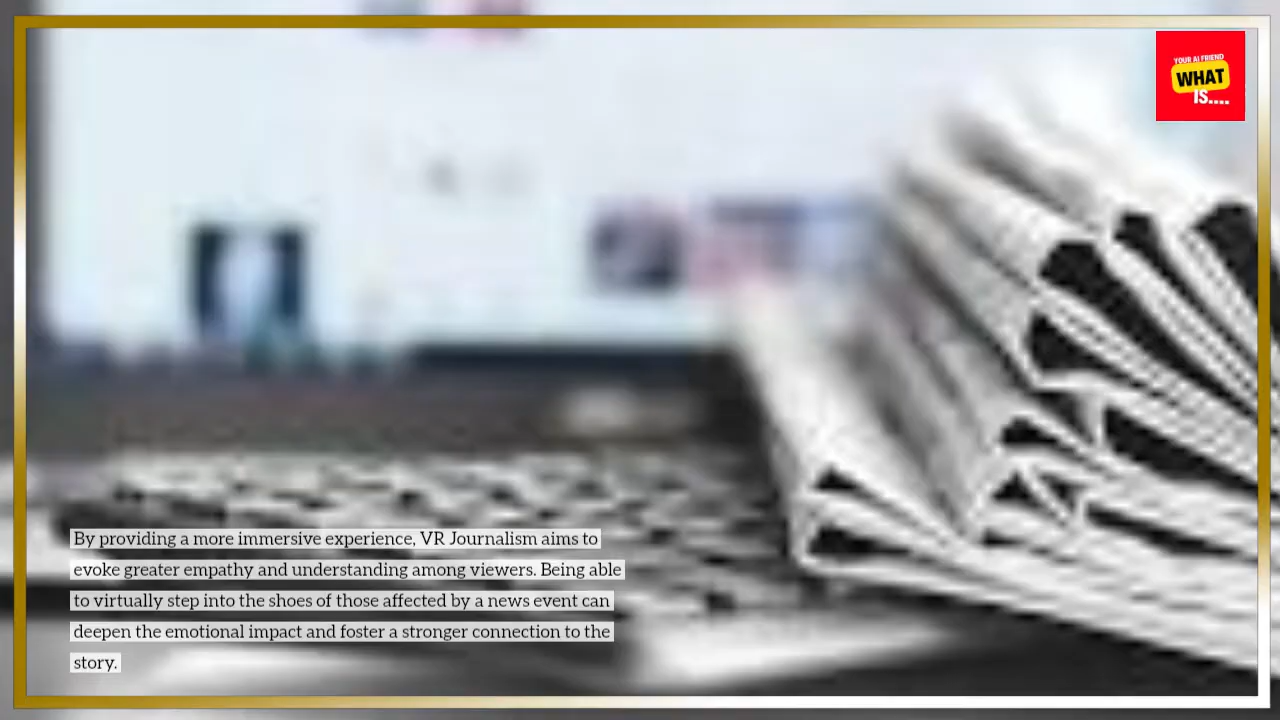 YOUR AI FRIEND
WHAT
IS....
By providing a more immersive experience, VR Journalism aims to
evoke greater empathy and understanding among viewers. Being able
to virtually step into the shoes of those affected by a news event can
deepen the emotional impact and foster a stronger connection to the
story.